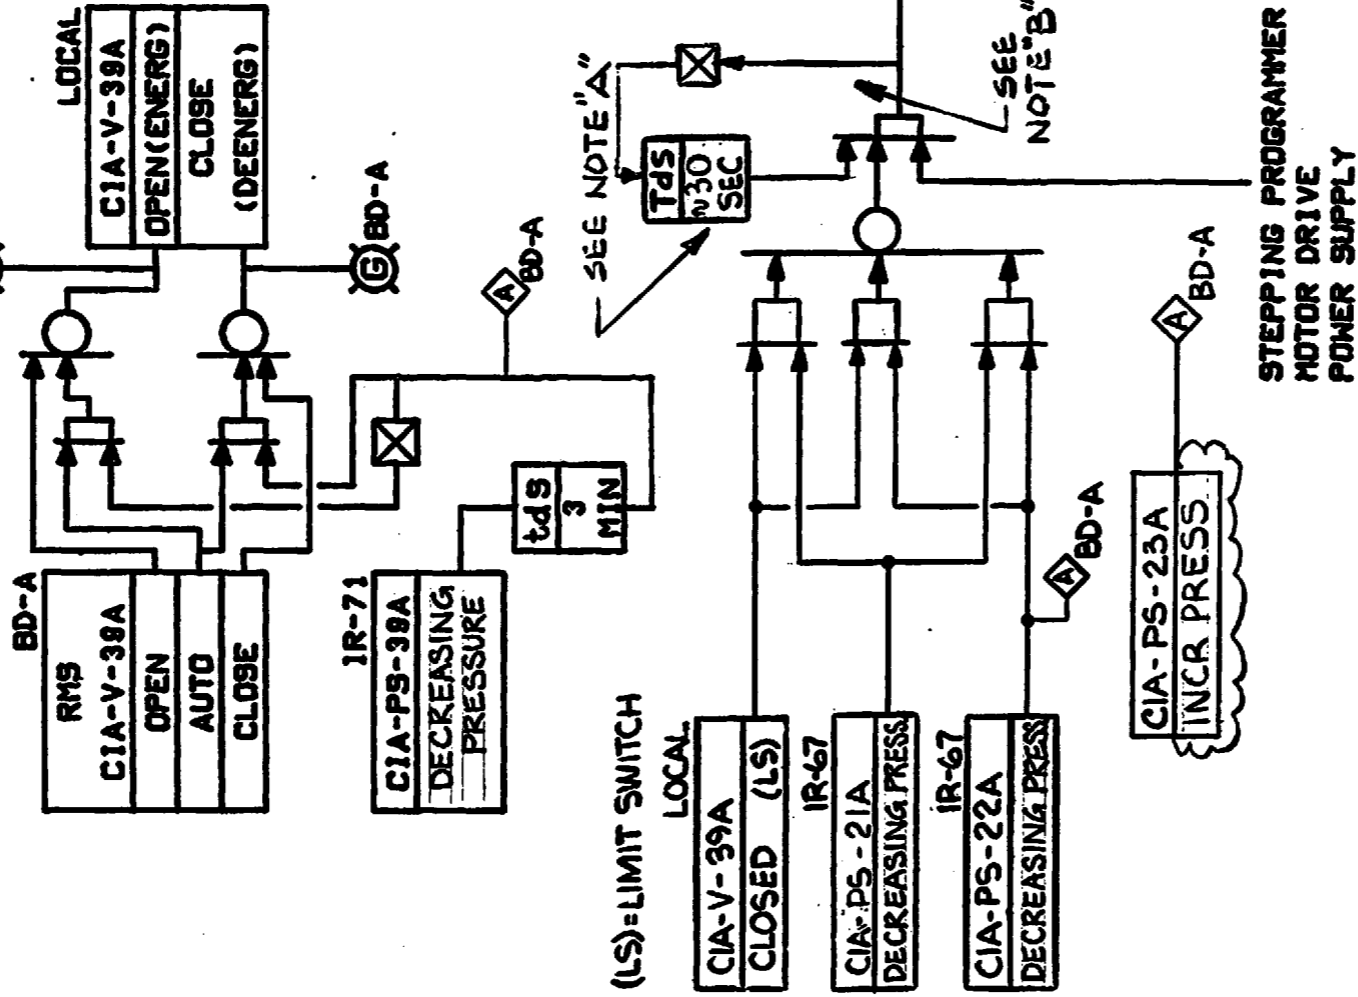 LOCAL
CIA-V-39A
OPEN(ENERG)
CLOSE
(DEENERG)
G
BD-A
BD-A
RMS
CIA-V-39A
OPEN
AUTO
CLOSE
A
BD-A
IR-71
CIA-PS-39A
DECREASING
PRESSURE
tds
3
MIN
SEE NOTE "A"
Tds
~30
SEC
SEE
NOTE "B"
(LS)=LIMIT SWITCH
LOCAL
CIA-V-39A
CLOSED (LS)
IR-67
CIA-PS-21A
DECREASING PRESS.
IR-67
CIA-PS-22A
DECREASING PRESS
A
BD-A
CIA-PS-23A
INCR PRESS
A
BD-A
STEPPING PROGRAMMER
MOTOR DRIVE
POWER SUPPLY